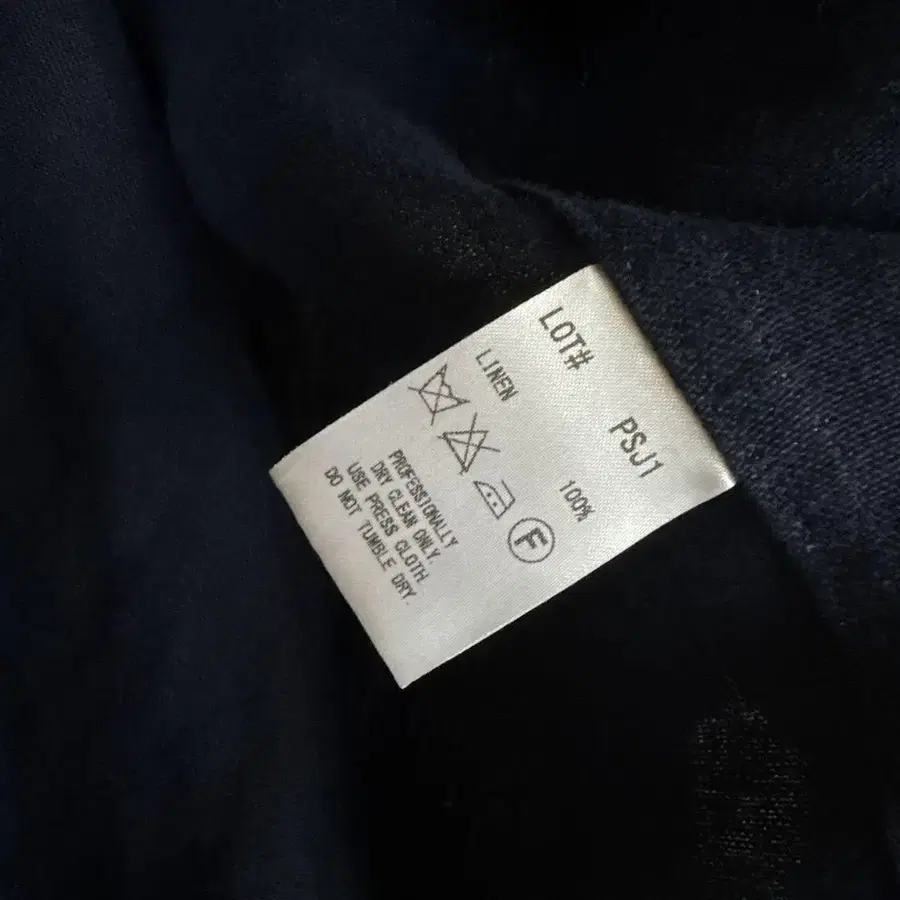 LOT# PSJ1
LINEN 100%
F
PROFESSIONALLY
DRY CLEAN ONLY.
USE PRESS CLOTH.
DO NOT TUMBLE DRY.